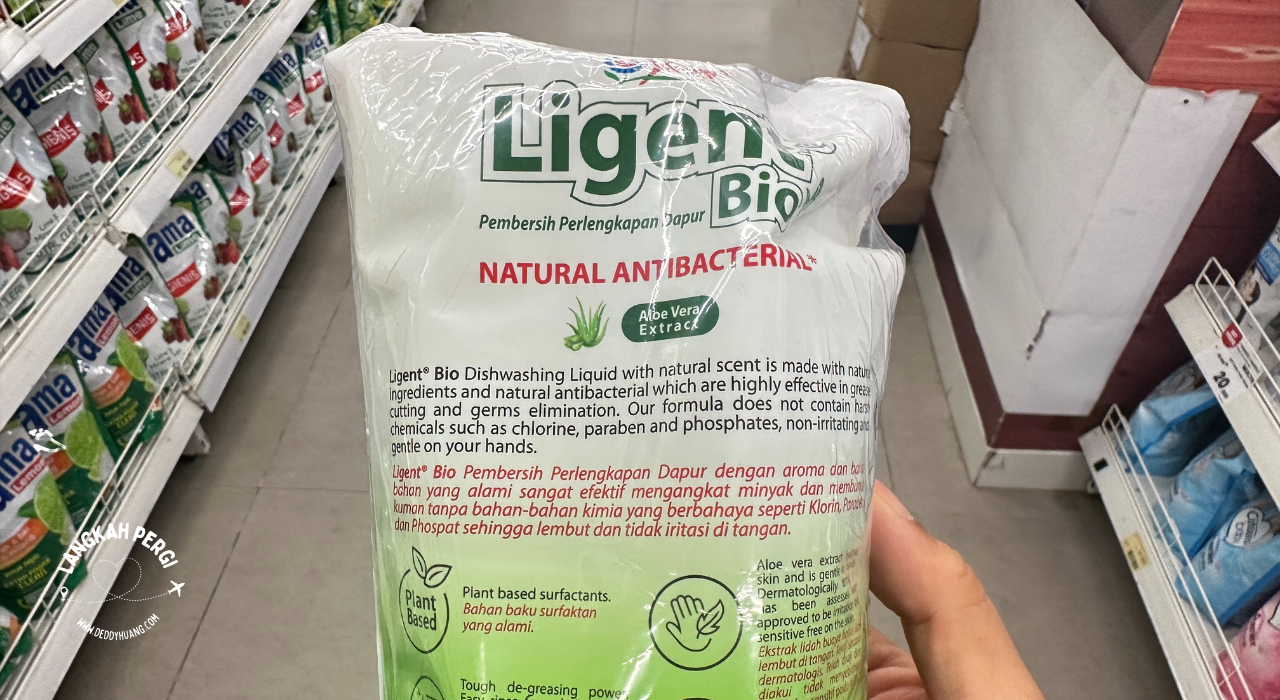 Ligent
Bio
Pembersih Perlengkapan Dapur
NATURAL ANTIBACTERIAL*
Aloe Vera
Extract
Ligent® Bio Dishwashing Liquid with natural scent is made with natural
ingredients and natural antibacterial which are highly effective in grease
cutting and germs elimination. Our formula does not contain harsh
chemicals such as chlorine, paraben and phosphates, non-irritating and
gentle on your hands.
Ligent® Bio Pembersih Perlengkapan Dapur dengan aroma dan
bahan yang alami sangat efektif mengangkat minyak dan
kuman tanpa bahan-bahan kimia yang berbahaya seperti Klorin,
dan Phospat sehingga lembut dan tidak iritasi di tangan.
Plant
Based
Plant based surfactants.
Bahan baku surfaktan
yang alami.
Aloe vera extract
skin and is gentle
Dermatologically
has been
approved to be
sensitive free on the
Ekstrak lidah buaya
lembut di tangan.
dermatologis.
diakui tidak
Tough de-greasing power
LANGKAH PERGI
WWW.DEDDYHUANG.COM
ama
Lime
HIGIENIS
ama
Lemon
20